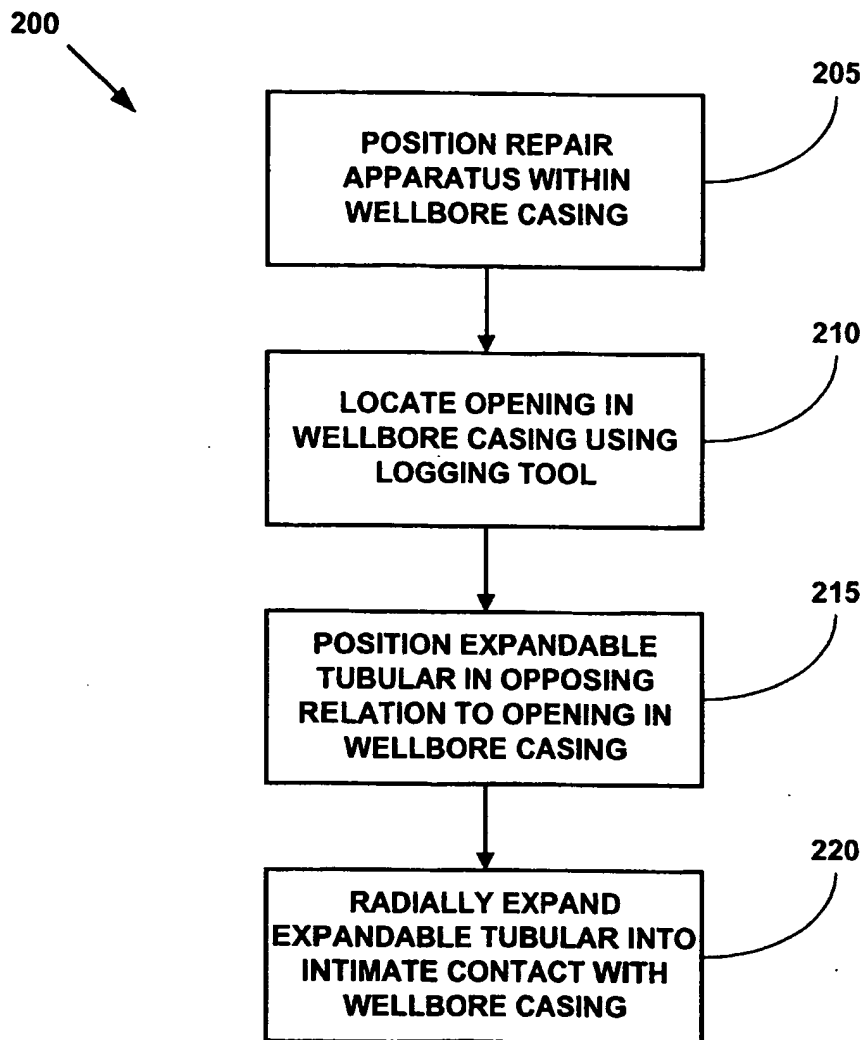 200
205
POSITION REPAIR
APPARATUS WITHIN
WELLBORE CASING
210
LOCATE OPENING IN
WELLBORE CASING USING
LOGGING TOOL
215
POSITION EXPANDABLE
TUBULAR IN OPPOSING
RELATION TO OPENING IN
WELLBORE CASING
220
RADIALLY EXPAND
EXPANDABLE TUBULAR INTO
INTIMATE CONTACT WITH
WELLBORE CASING